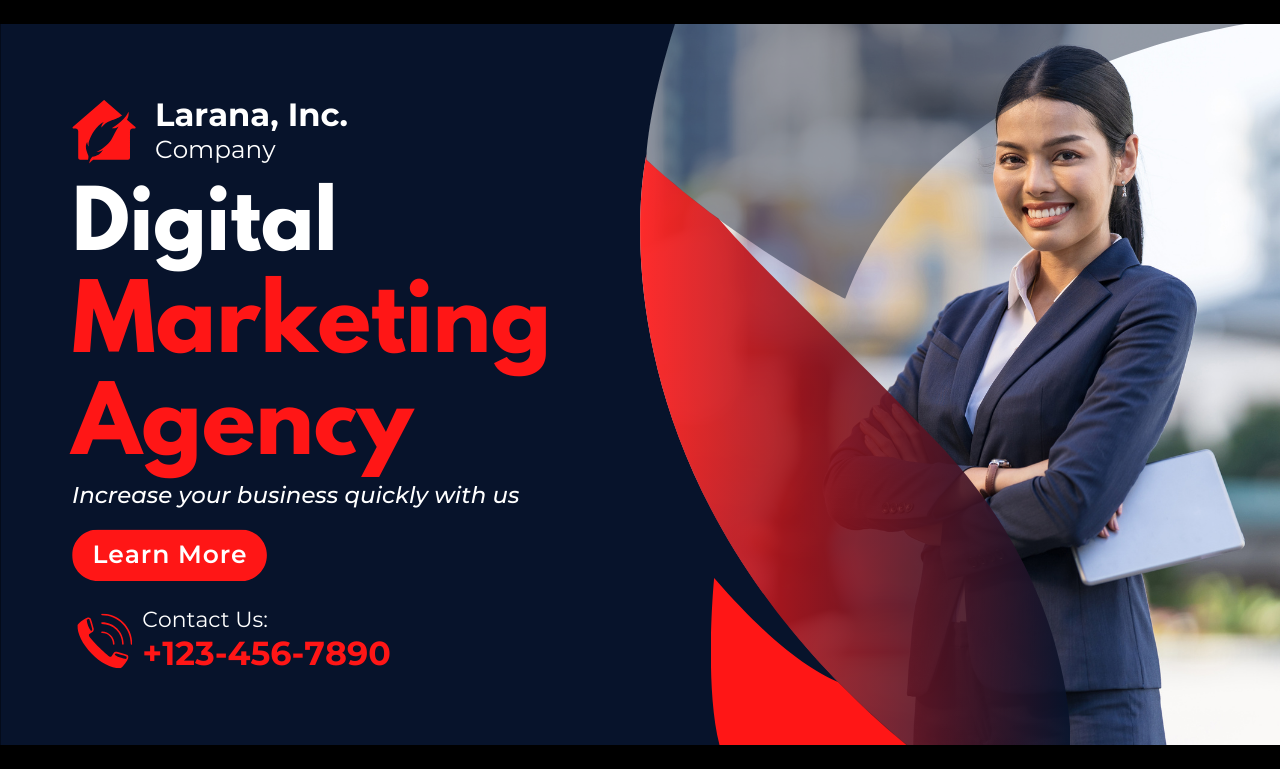 Larana, Inc.
Company
Digital
Marketing
Agency
Increase your business quickly with us
Learn More
Contact Us:
+123-456-7890